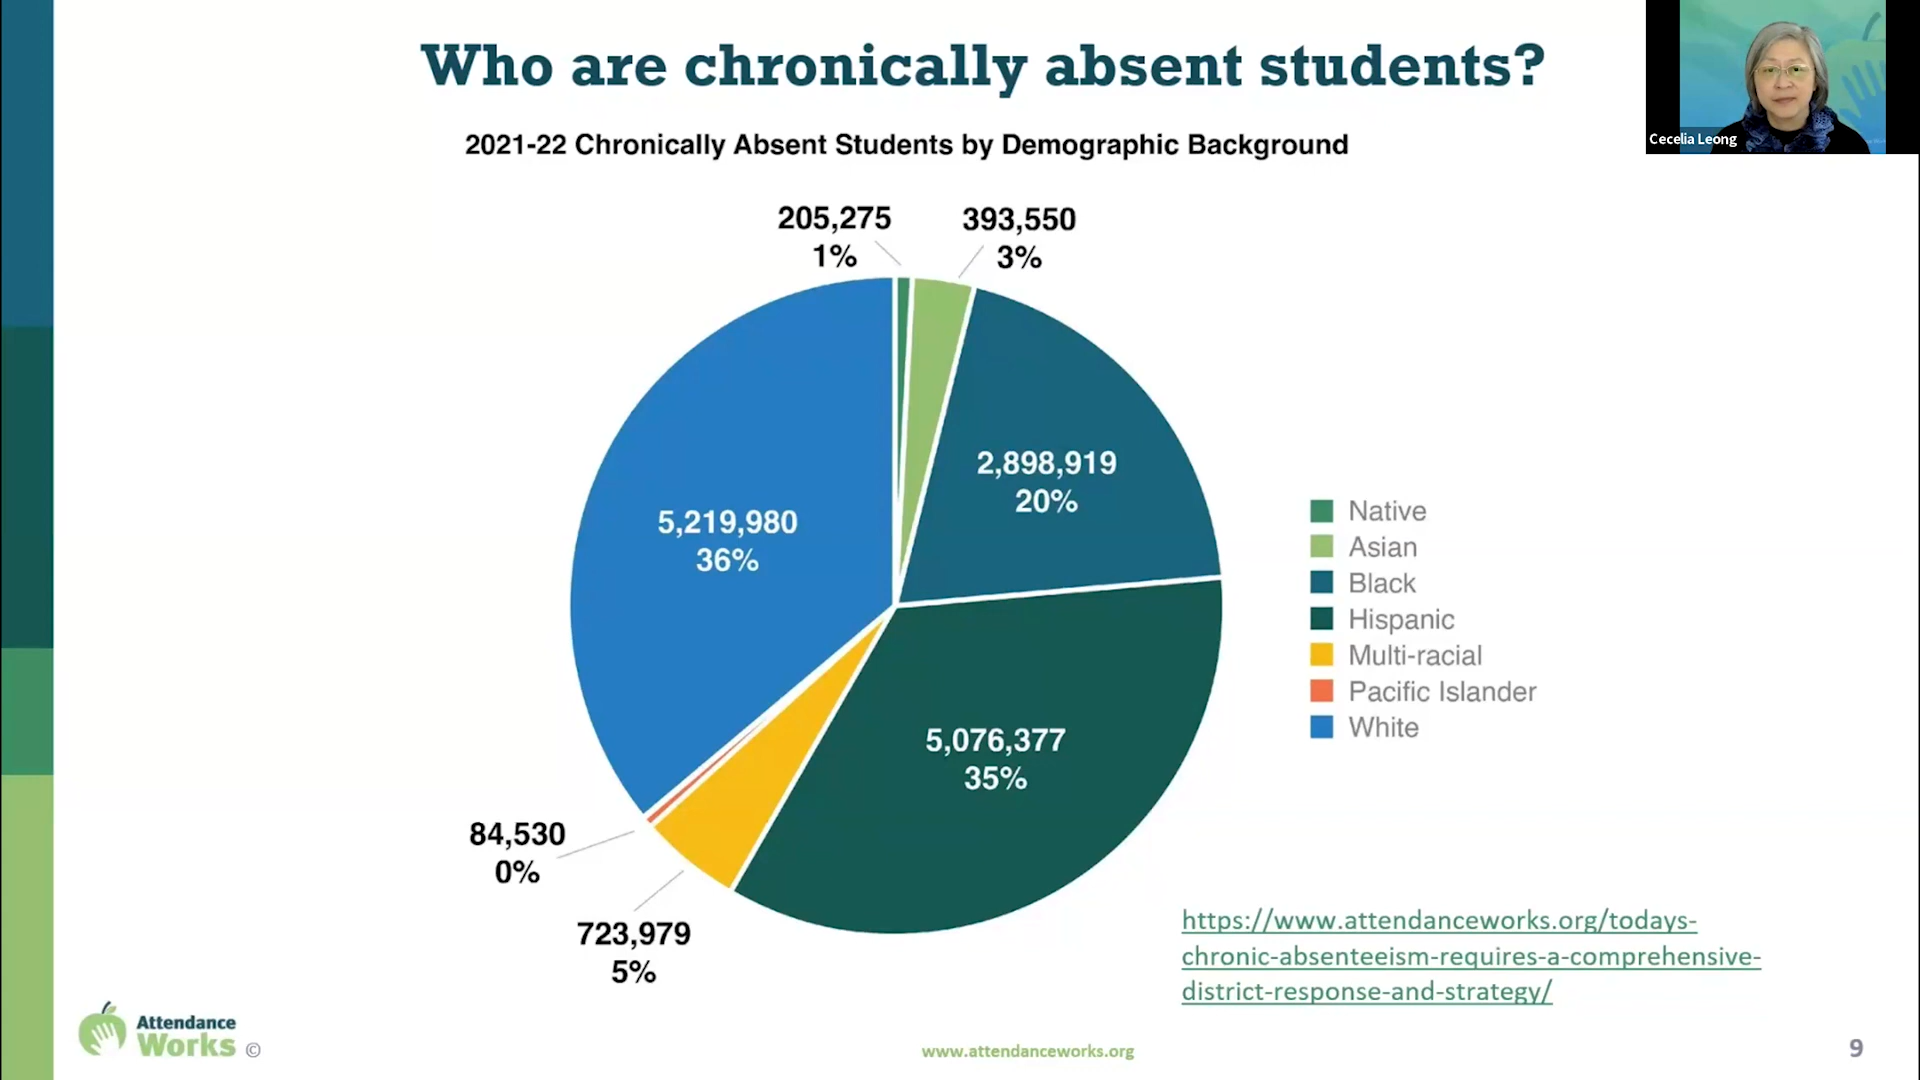 Who are chronically absent students?
Cecelia Leong
2021-22 Chronically Absent Students by Demographic Background
205,275
1%
393,550
3%
2,898,919
20%
5,219,980
36%
5,076,377
35%
84,530
0%
723,979
5%
Native
Asian
Black
Hispanic
Multi-racial
Pacific Islander
White
https://www.attendanceworks.org/todays-
chronic-absenteeism-requires-a-comprehensive-
district-response-and-strategy/
Attendance
Works ©
www.attendanceworks.org
9